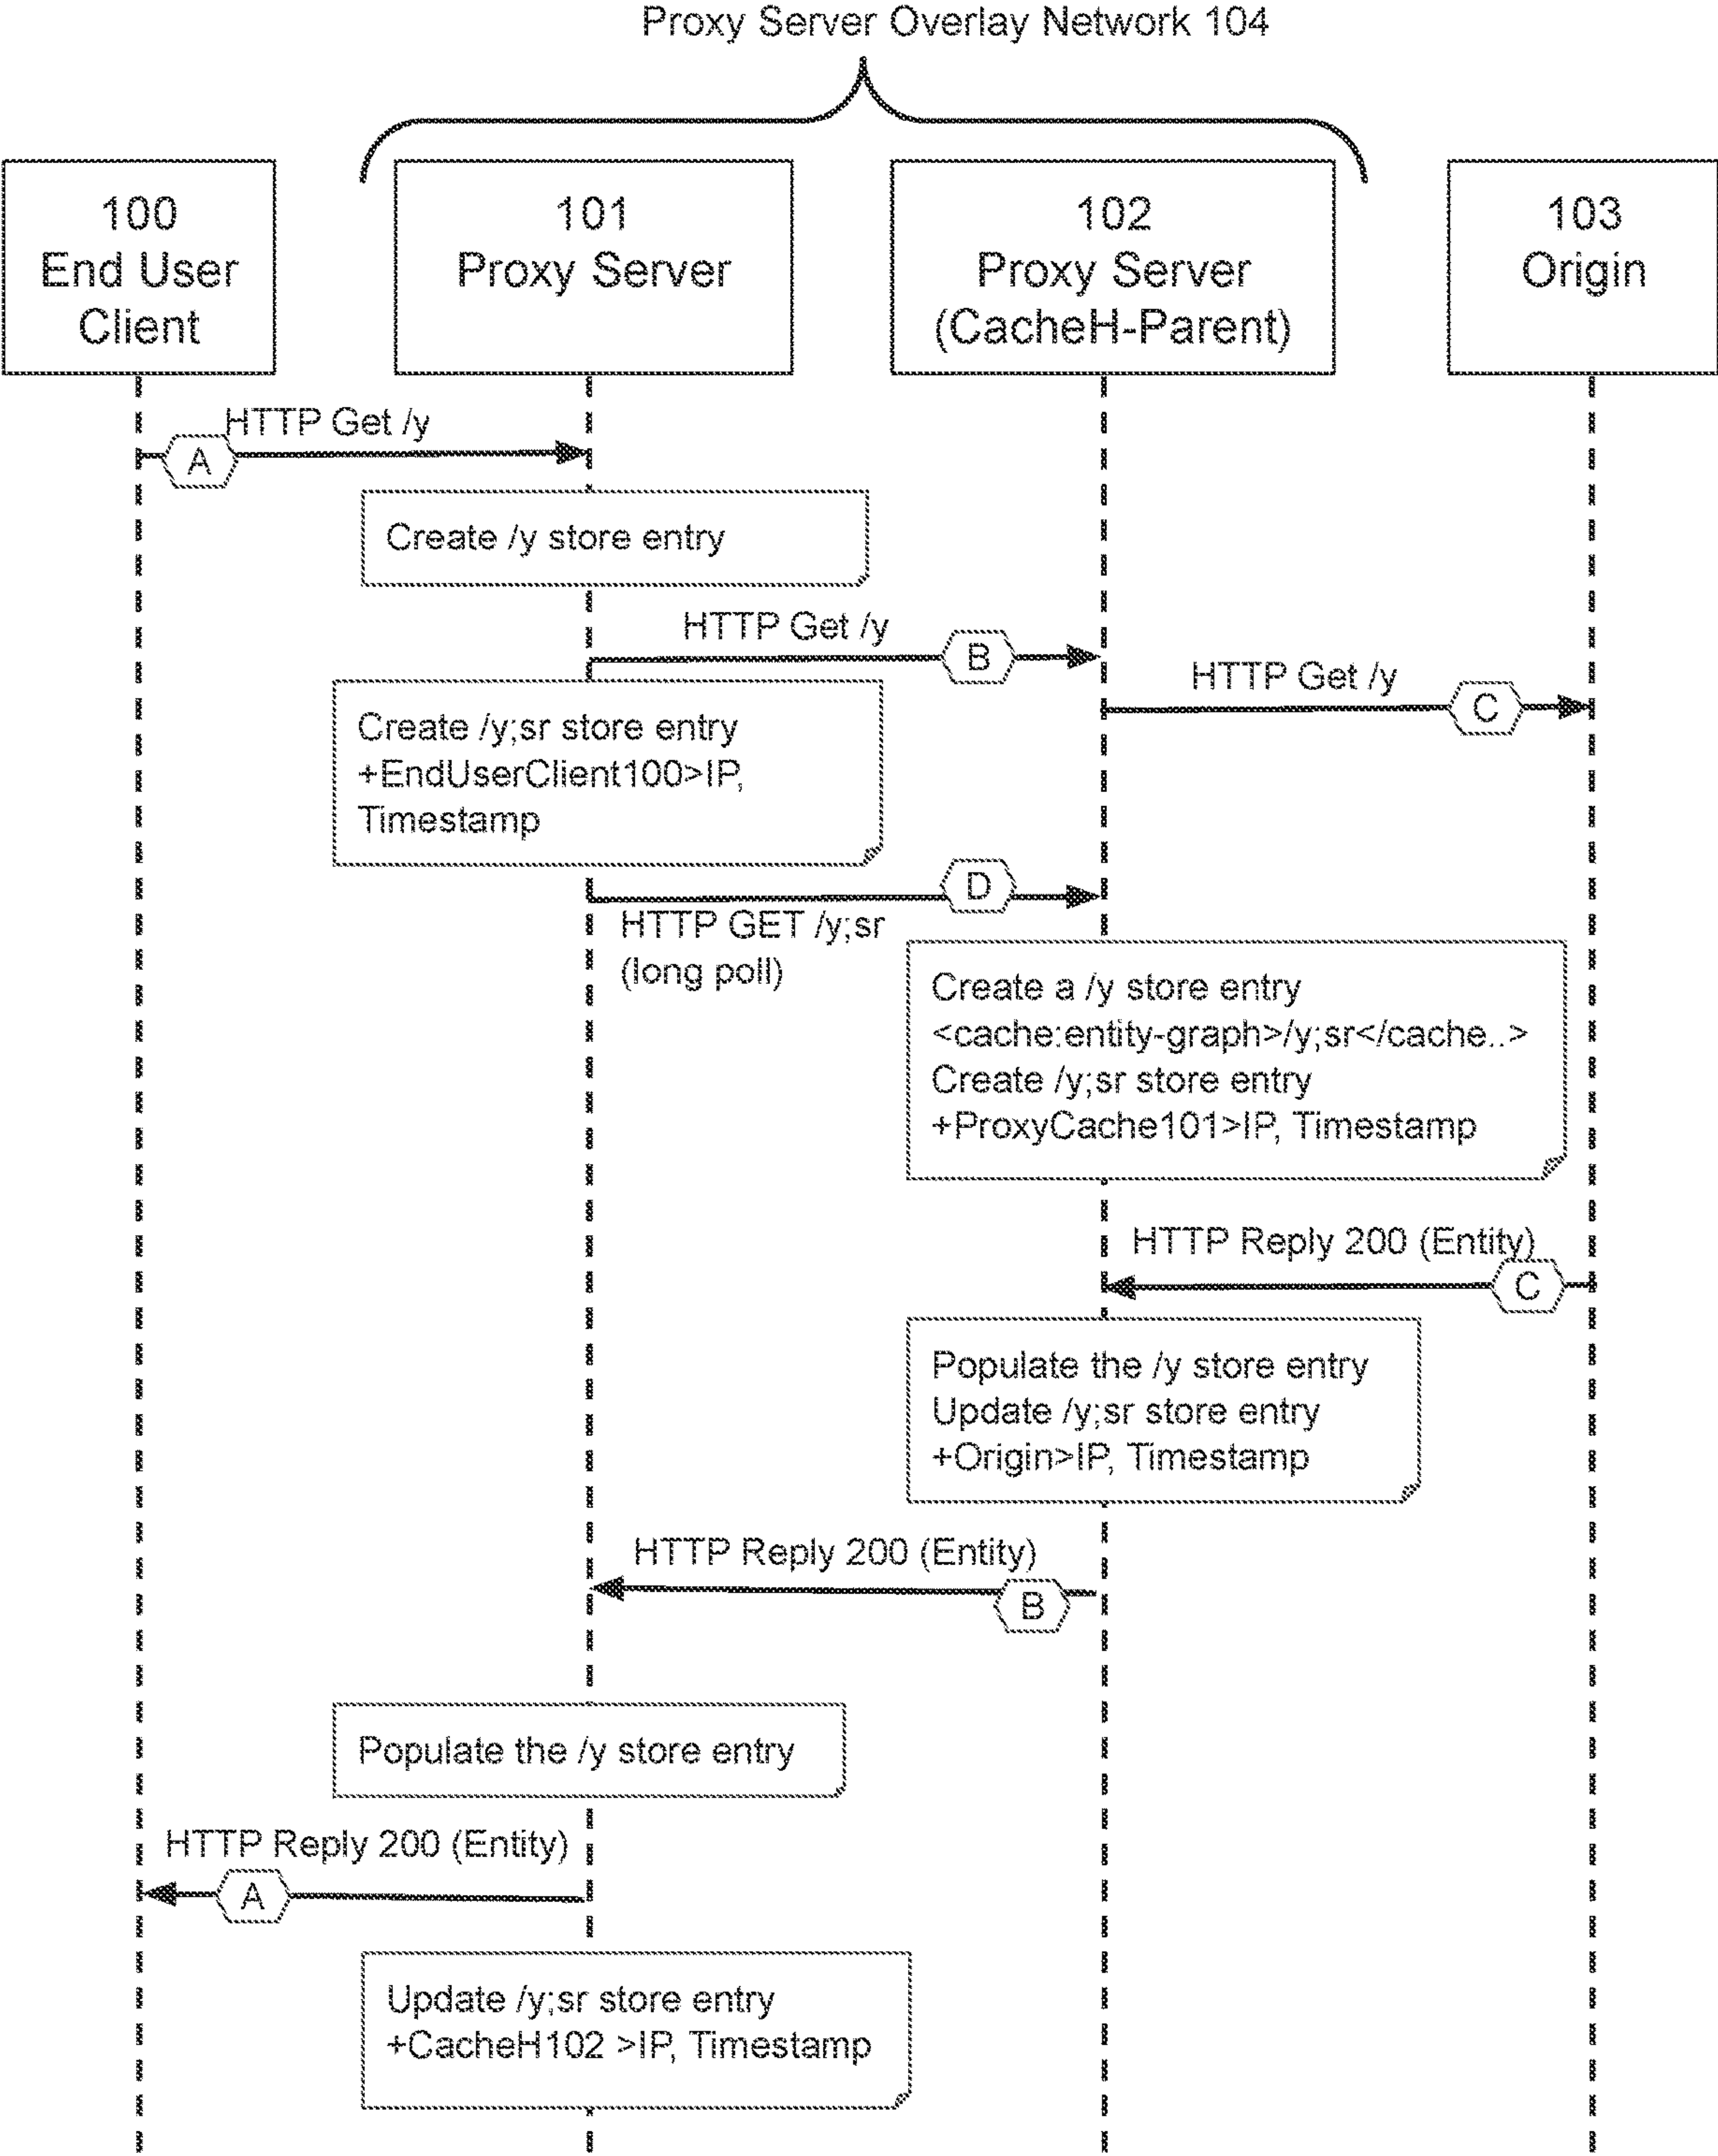 Proxy Server Overlay Network 104
100
End User
Client
101
Proxy Server
102
Proxy Server
(CacheH-Parent)
103
Origin
HTTP Get /y
A
Create /y store entry
HTTP Get /y
B
HTTP Get /y
C
Create /y;sr store entry
+EndUserClient100>IP,
Timestamp
D
HTTP GET /y;sr
(long poll)
Create a /y store entry
<cache:entity-graph>/y;sr</cache..>
Create /y;sr store entry
+ProxyCache101>IP, Timestamp
HTTP Reply 200 (Entity)
C
Populate the /y store entry
Update /y;sr store entry
+Origin>IP, Timestamp
HTTP Reply 200 (Entity)
B
Populate the /y store entry
HTTP Reply 200 (Entity)
A
Update /y;sr store entry
+CacheH102 >IP, Timestamp